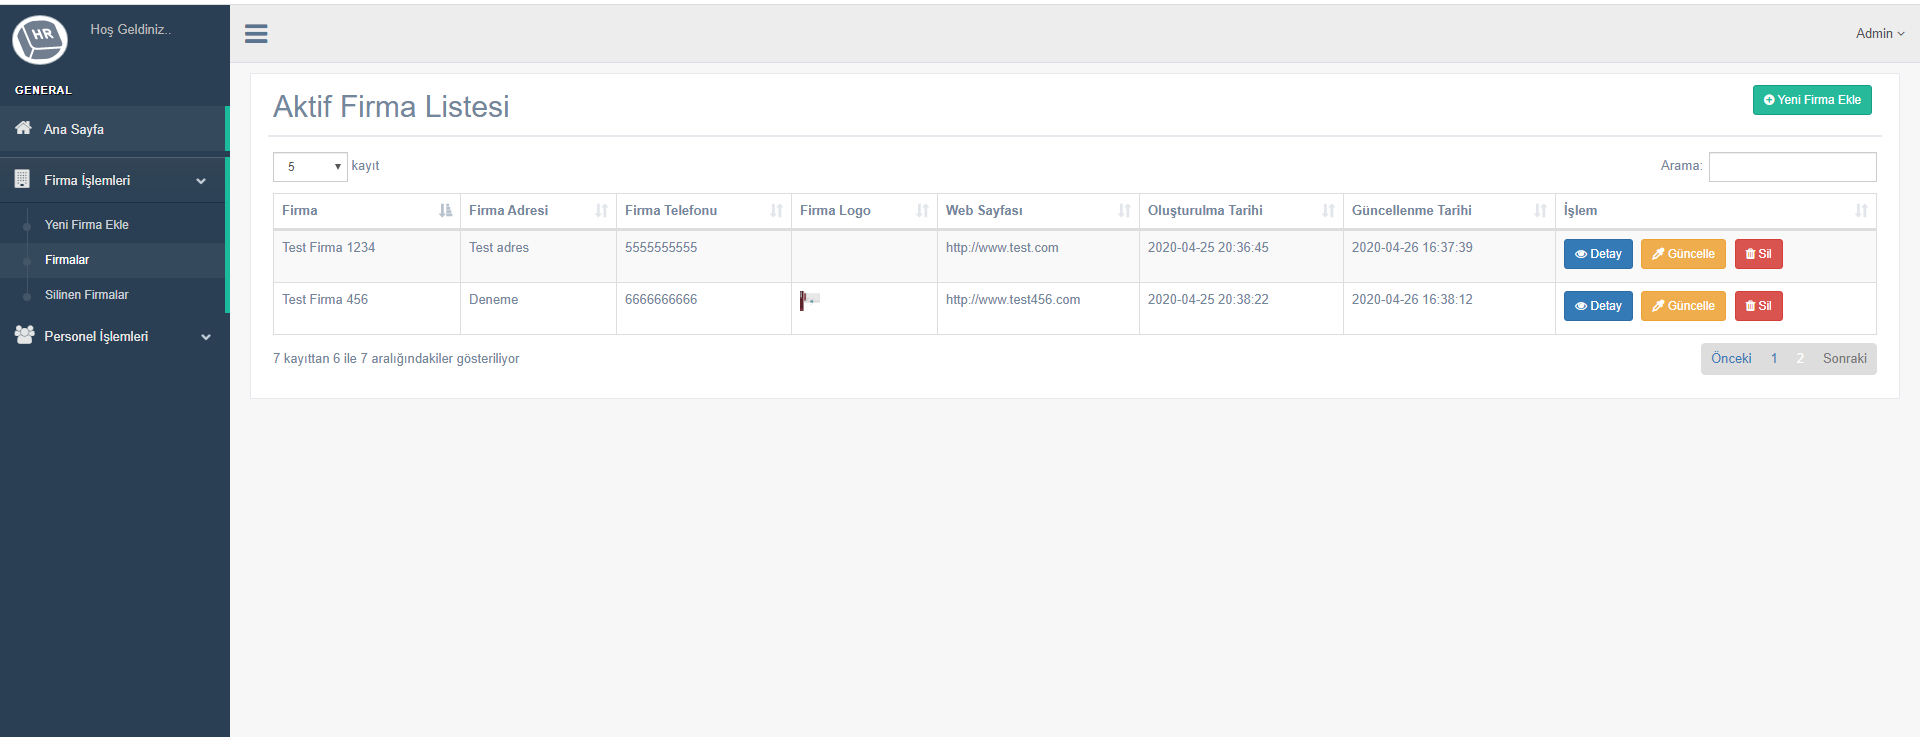 HR
Hoş Geldiniz..
Admin
GENERAL
Ana Sayfa
Firma İşlemleri
Yeni Firma Ekle
Firmalar
Silinen Firmalar
Personel İşlemleri
Aktif Firma Listesi
Yeni Firma Ekle
5 kayıt
Arama:
Firma Firma Adresi Firma Telefonu Firma Logo Web Sayfası Oluşturulma Tarihi Güncellenme Tarihi İşlem
Test Firma 1234 Test adres 5555555555 http://www.test.com 2020-04-25 20:36:45 2020-04-26 16:37:39 Detay Güncelle Sil
Test Firma 456 Deneme 6666666666 http://www.test456.com 2020-04-25 20:38:22 2020-04-26 16:38:12 Detay Güncelle Sil
7 kayıttan 6 ile 7 aralığındakiler gösteriliyor
Önceki 1 2 Sonraki